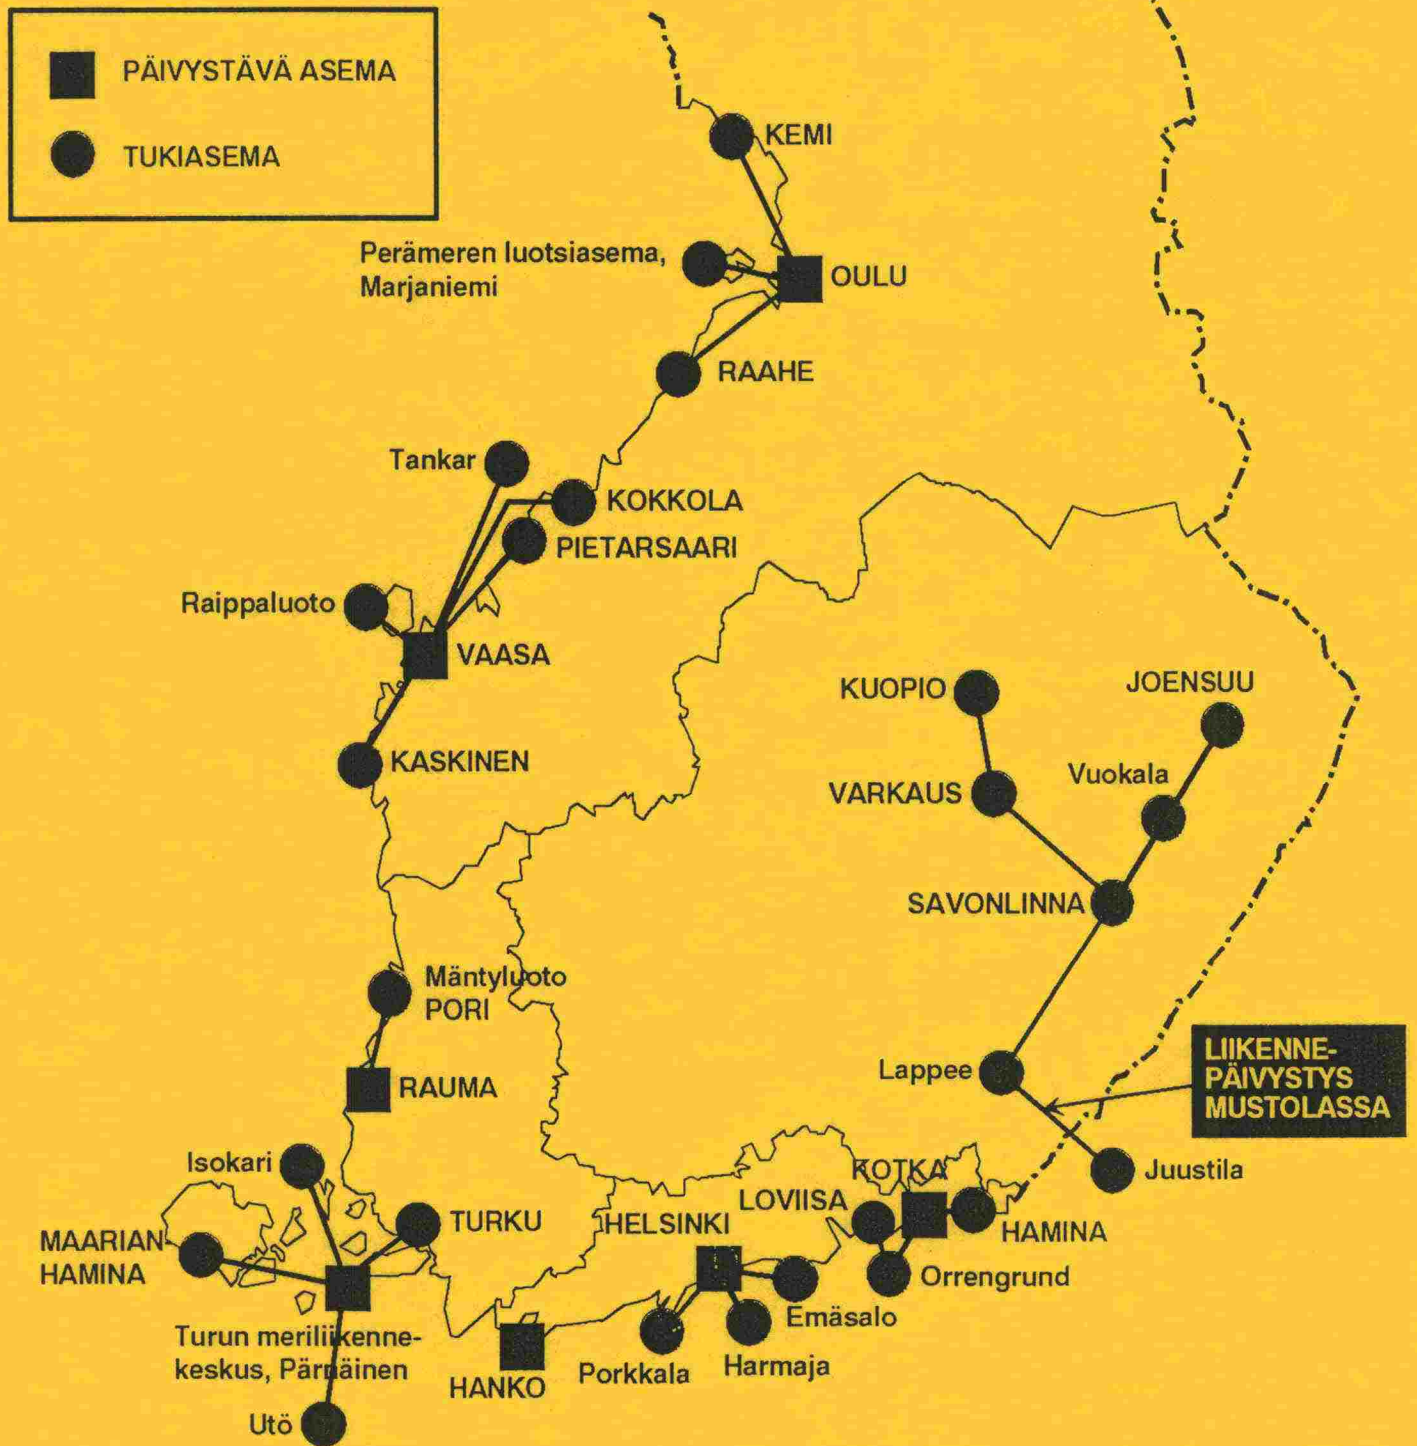 PÄIVYSTÄVÄ ASEMA
TUKIASEMA
KEMI
Perämeren luotsiasema,
Marjaniemi
OULU
RAAHE
Tankar
KOKKOLA
PIETARSAARI
Raippaluoto
VAASA
KASKINEN
KUOPIO
JOENSUU
Vuokala
VARKAUS
SAVONLINNA
Mäntyluoto
PORI
RAUMA
Lappee
LIIKENNE-
PÄIVYSTYS
MUSTOLASSA
Juustila
Isokari
TURKU
MAARIAN
HAMINA
Turun meriliikenne-
keskus, Pärnäinen
Utö
HANKO
HELSINKI
Porkkala
Harmaja
Emäsalo
LOVIISA
KOTKA
HAMINA
Orrengrund